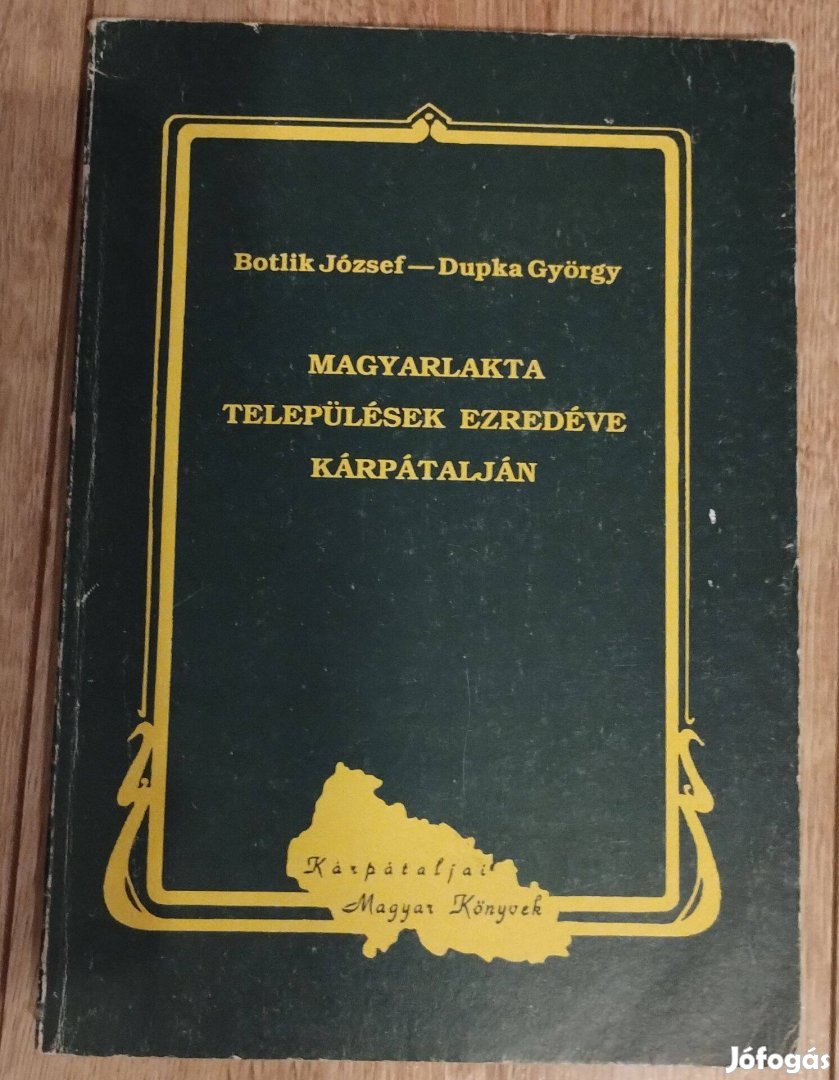 Botlik József — Dupka György
MAGYARLAKTA
TELEPÜLÉSEK EZREDÉVE
KÁRPÁTALJÁN
Kárpátaljai
Magyar Könyvek
Jófogás